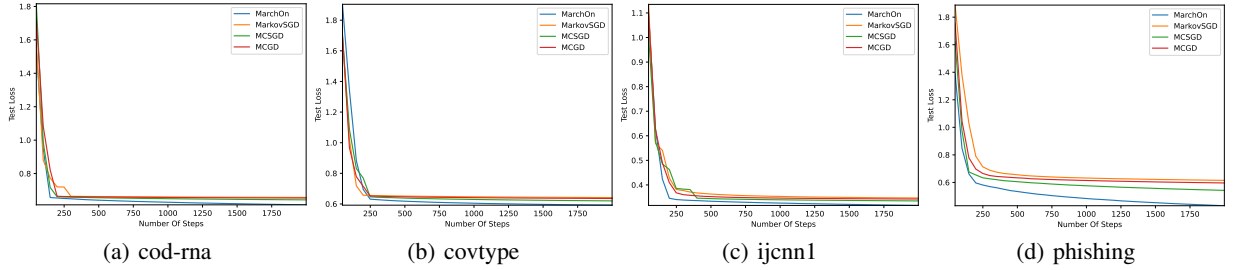 1.8
1.6
1.4
1.2
1.0
0.8
Test Loss
MarchOn
MarkovSGD
MCSGD
MCGD
250 500 750 1000 1250 1500 1750
Number Of Steps
(a) cod-rna
1.8
1.6
1.4
1.2
1.0
0.8
0.6
Test Loss
MarchOn
MarkovSGD
MCSGD
MCGD
250 500 750 1000 1250 1500 1750
Number Of Steps
(b) covtype
1.1
1.0
0.9
0.8
0.7
0.6
0.5
0.4
Test Loss
MarchOn
MarkovSGD
MCSGD
MCGD
250 500 750 1000 1250 1500 1750
Number Of Steps
(c) ijcnn1
1.8
1.6
1.4
1.2
1.0
0.8
0.6
Test Loss
MarchOn
MarkovSGD
MCSGD
MCGD
250 500 750 1000 1250 1500 1750
Number Of Steps
(d) phishing